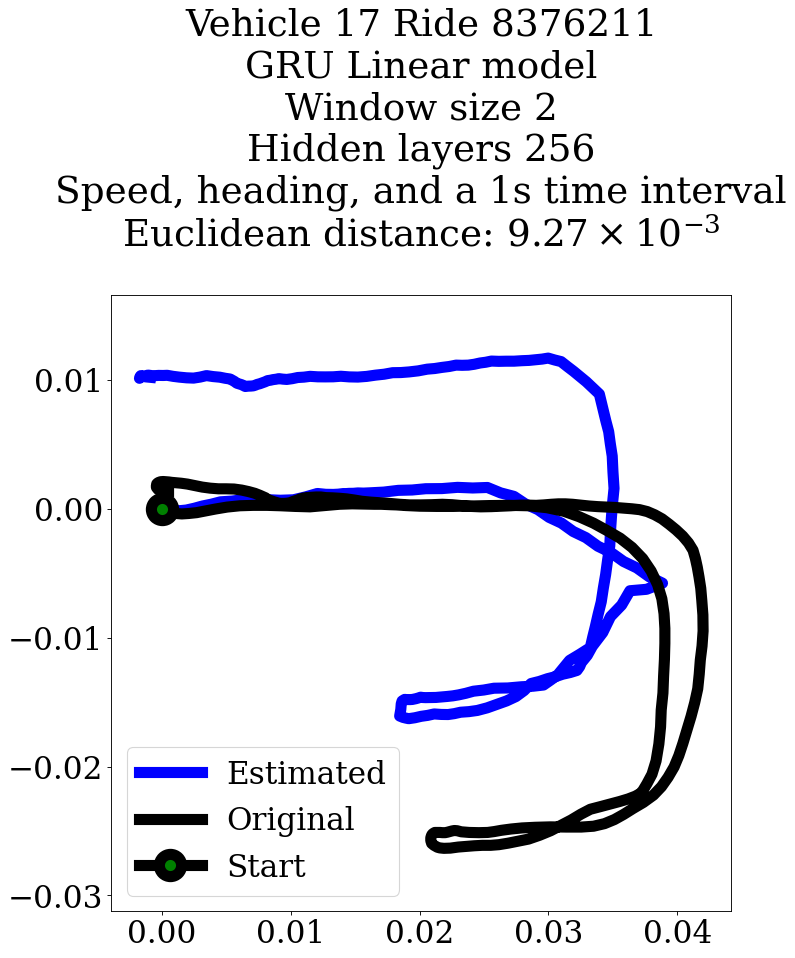 Vehicle 17 Ride 8376211
GRU Linear model
Window size 2
Hidden layers 256
Speed, heading, and a 1s time interval
Euclidean distance: 9.27 × 10⁻³
0.01
0.00
−0.01
−0.02
−0.03
Estimated
Original
Start
0.00 0.01 0.02 0.03 0.04